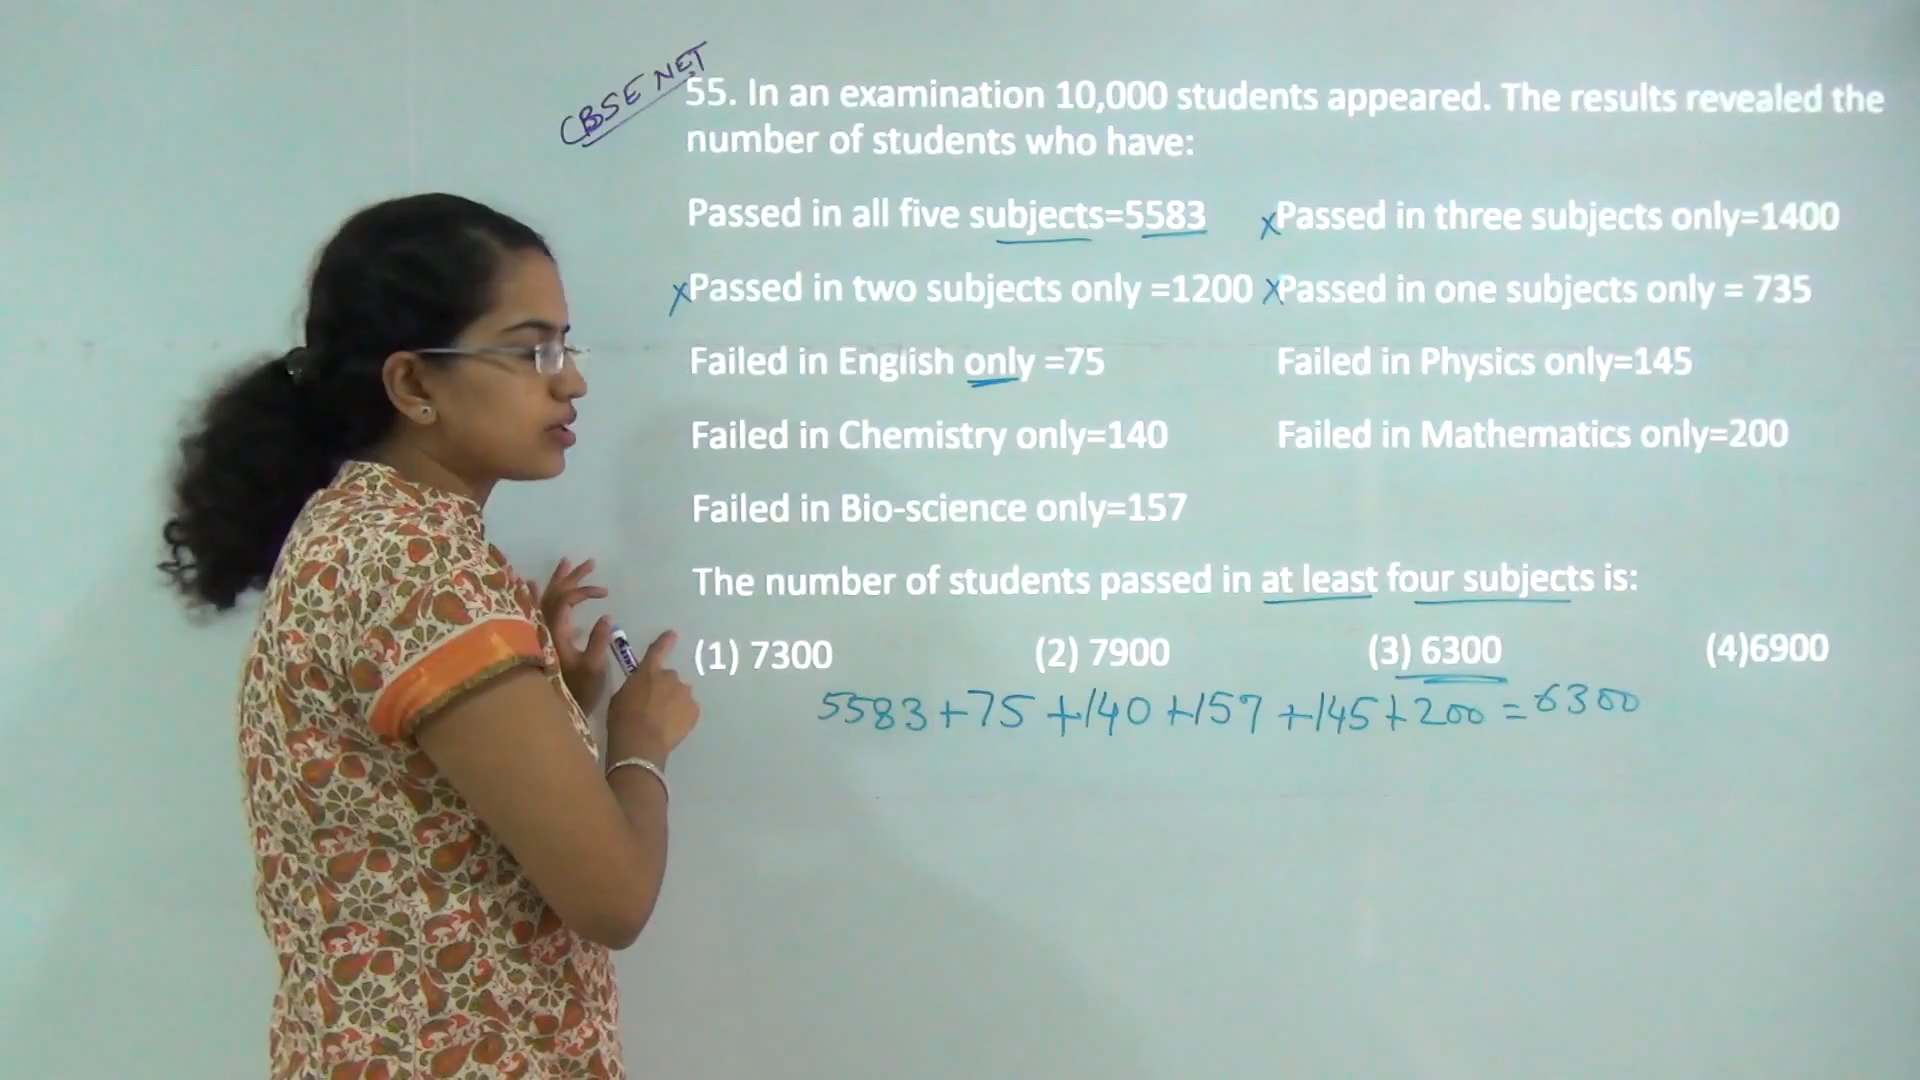 CBSE NET
55. In an examination 10,000 students appeared. The results revealed the
number of students who have:
Passed in all five subjects=5583 xPassed in three subjects only=1400
xPassed in two subjects only =1200 xPassed in one subjects only = 735
Failed in English only =75 Failed in Physics only=145
Failed in Chemistry only=140 Failed in Mathematics only=200
Failed in Bio-science only=157
The number of students passed in at least four subjects is:
(1) 7300 (2) 7900 (3) 6300 (4)6900
5583+75+140+157+145+200=6300